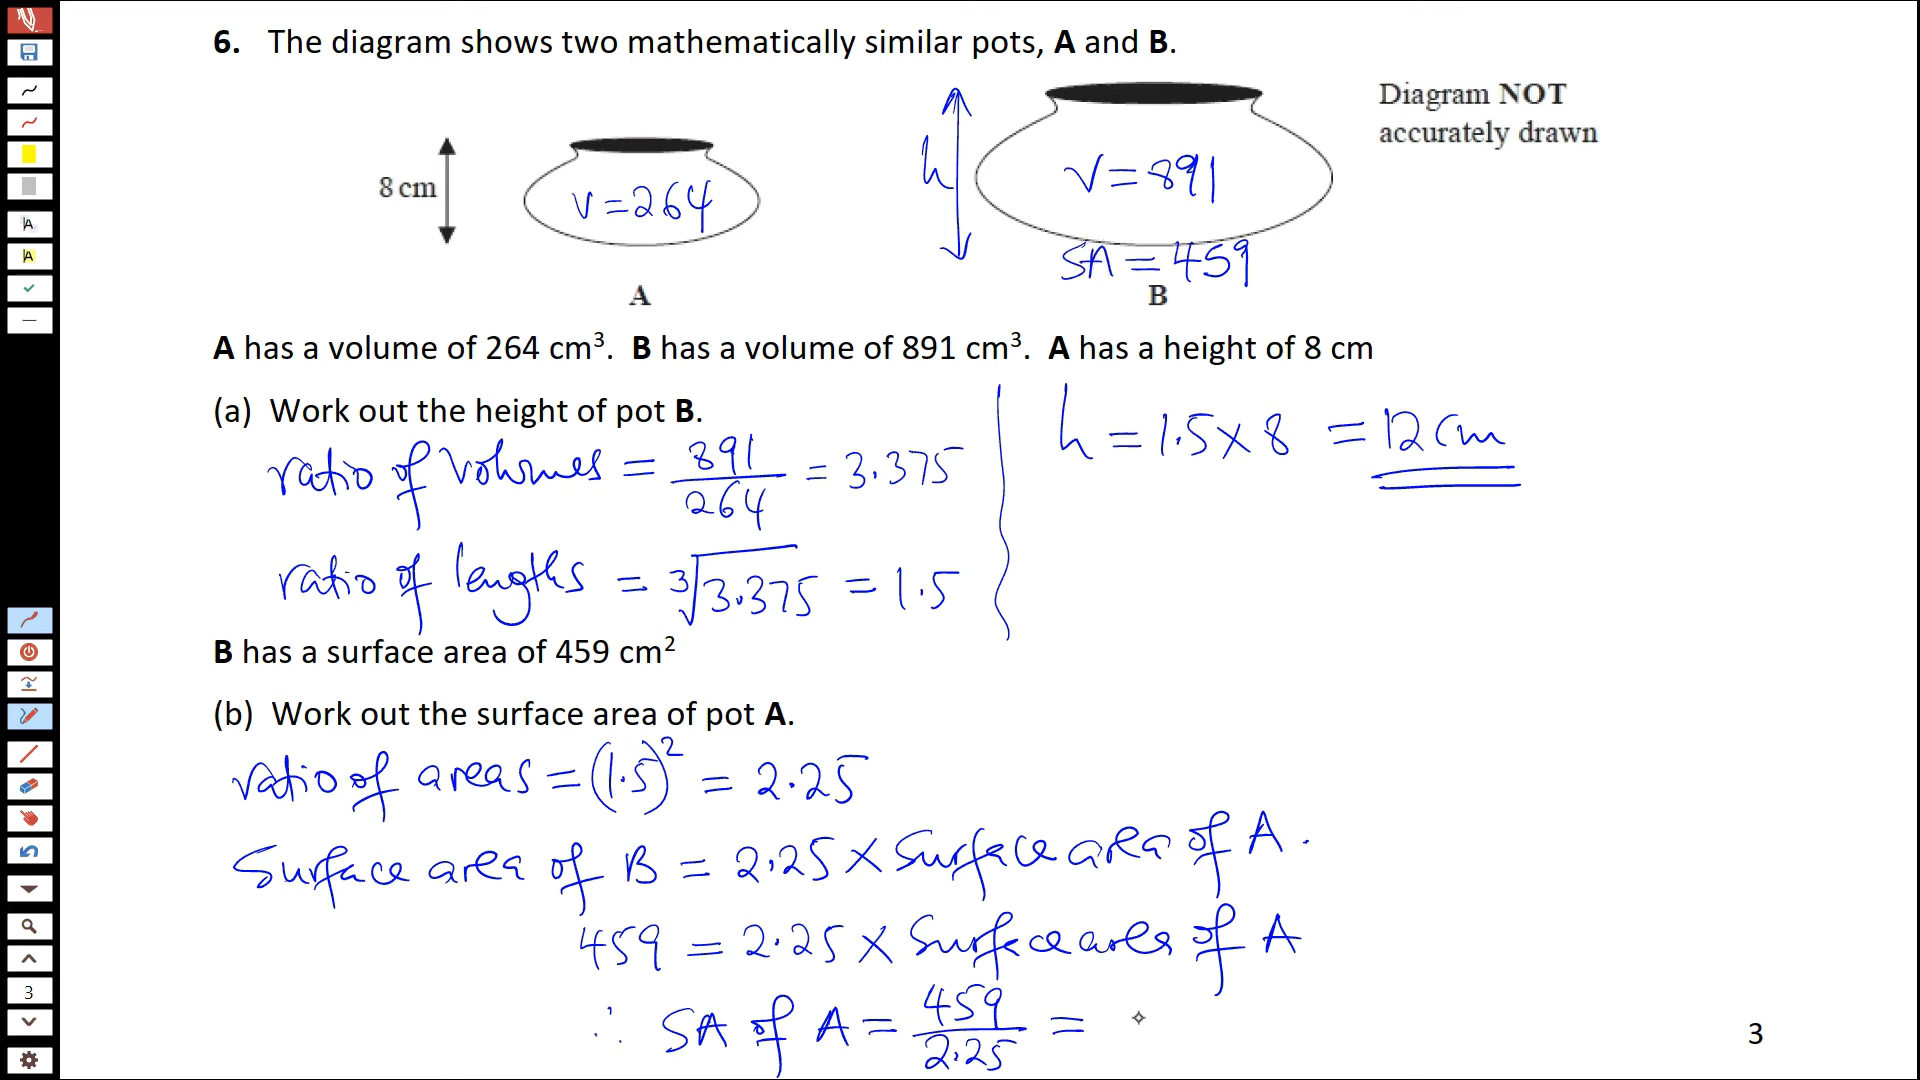 6. The diagram shows two mathematically similar pots, A and B.
Diagram NOT
accurately drawn
8 cm
V = 264
h
V = 891
SA = 459
A
B
A has a volume of 264 cm³. B has a volume of 891 cm³. A has a height of 8 cm
(a) Work out the height of pot B.
ratio of volumes = 891/264 = 3.375
ratio of lengths = ³√3.375 = 1.5
h = 1.5 × 8 = 12 cm
B has a surface area of 459 cm²
(b) Work out the surface area of pot A.
ratio of areas = (1.5)² = 2.25
Surface area of B = 2.25 × Surface area of A.
459 = 2.25 × Surface area of A
∴ SA of A = 459/2.25 =
3
A
A
3